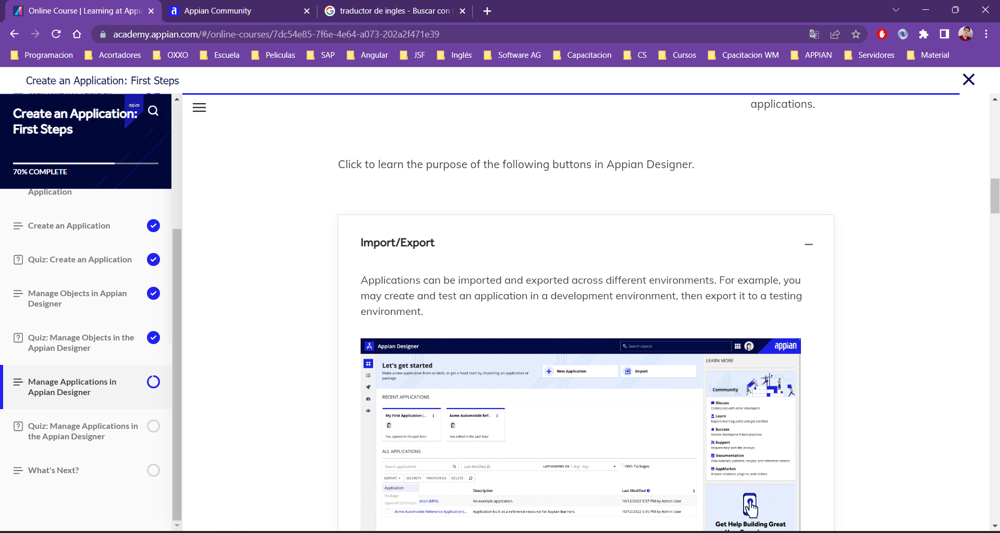 Online Course | Learning at Appi
Appian Community
traductor de ingles - Buscar con
academy.appian.com/#/online-courses/7dc54e85-7f6e-4e64-a073-202a2f471e39
Programacion
Acortadores
OXXO
Escuela
Peliculas
SAP
Angular
JSF
Inglés
Software AG
Capacitacion
CS
Cursos
Cpacitacion WM
APPIAN
Servidores
Material
Create an Application: First Steps
appian
Create an Application:
First Steps
70% COMPLETE
Application
Create an Application
Quiz: Create an Application
Manage Objects in Appian
Designer
Quiz: Manage Objects in the
Appian Designer
Manage Applications in
Appian Designer
Quiz: Manage Applications in
the Appian Designer
What's Next?
applications.
Click to learn the purpose of the following buttons in Appian Designer.
Import/Export
Applications can be imported and exported across different environments. For example, you
may create and test an application in a development environment, then export it to a testing
environment.
Appian Designer
Search objects
appian
Let's get started
Make a new application from scratch, or get a head start by importing an application or
package
New Application
Import
RECENT APPLICATIONS
My First Application (...
You opened in the past hour
Acme Automobile Ref...
You edited in the past hour
ALL APPLICATIONS
Search applications
Last Modified By
LAST MODIFIED ON
Any - Any
With Packages
EXPORT
SECURITY
PROPERTIES
DELETE
Application
Package
OpenAPI Definition
Description
Last Modified
ation (MFA)
An example application.
10/12/2022 5:57 PM by Admin User
Acme Automobile Reference Application (...
Application built as a reference resource for Appian learners.
10/12/2022 5:45 PM by Admin User
LEARN MORE
Community
Discuss
Collaborate with other developers
Learn
Explore learning paths and get certified
Success
Review development best practices
Support
Request help with the product
Documentation
View tutorials, patterns, recipes, and reference content
AppMarket
Browse solutions, plug-ins, and utilities
Get Help Building Great